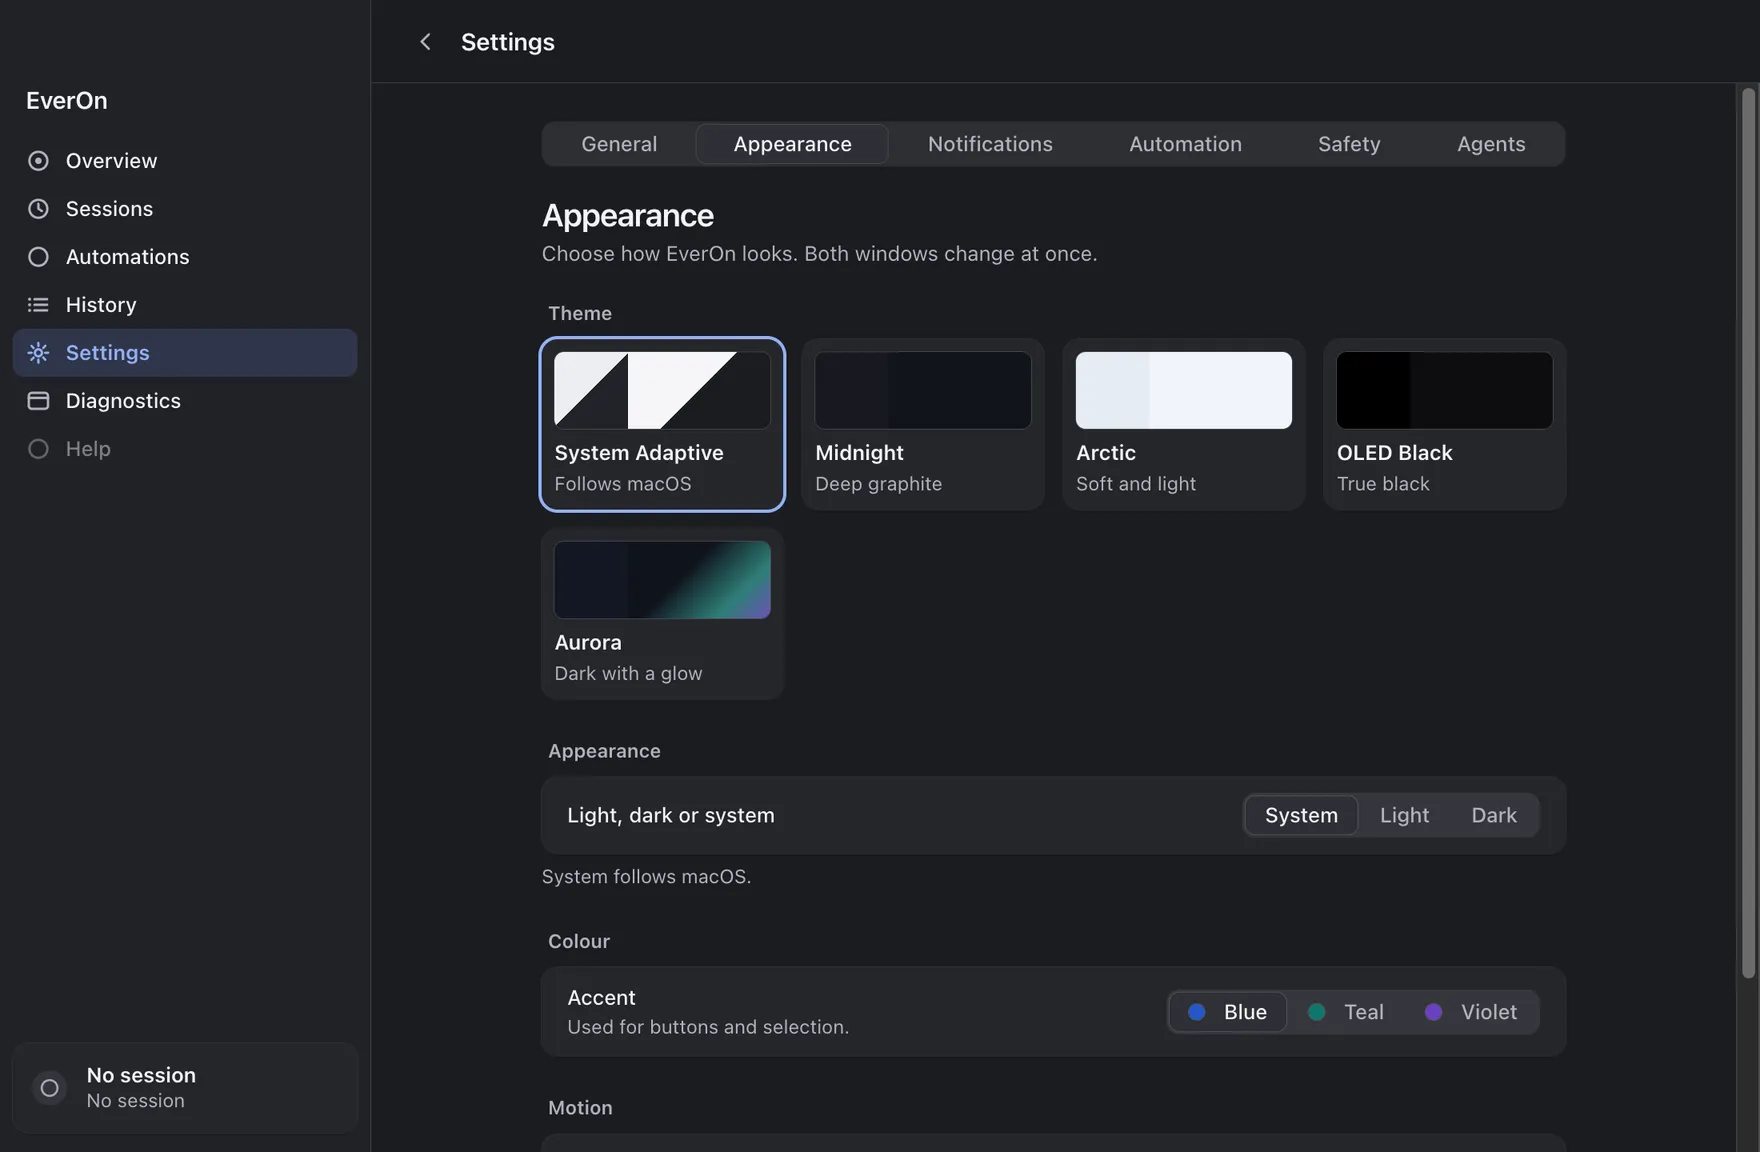 Settings
EverOn
Overview
Sessions
Automations
History
Settings
Diagnostics
Help
No session
No session
General
Appearance
Notifications
Automation
Safety
Agents
Appearance
Choose how EverOn looks. Both windows change at once.
Theme
System Adaptive
Follows macOS
Midnight
Deep graphite
Arctic
Soft and light
OLED Black
True black
Aurora
Dark with a glow
Appearance
Light, dark or system
System
Light
Dark
System follows macOS.
Colour
Accent
Used for buttons and selection.
Blue
Teal
Violet
Motion